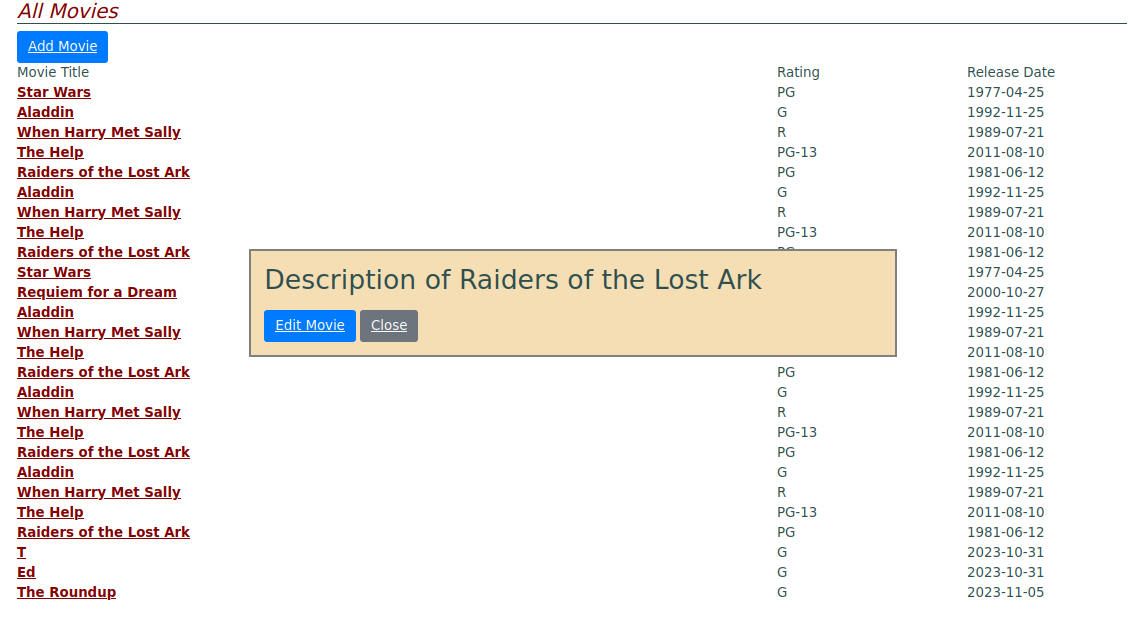 All Movies
Add Movie
Movie Title Rating Release Date
Star Wars PG 1977-04-25
Aladdin G 1992-11-25
When Harry Met Sally R 1989-07-21
The Help PG-13 2011-08-10
Raiders of the Lost Ark PG 1981-06-12
Aladdin G 1992-11-25
When Harry Met Sally R 1989-07-21
The Help PG-13 2011-08-10
Raiders of the Lost Ark 1981-06-12
Star Wars 1977-04-25
Requiem for a Dream 2000-10-27
Aladdin 1992-11-25
When Harry Met Sally 1989-07-21
The Help 2011-08-10
Description of Raiders of the Lost Ark
Edit Movie Close
Raiders of the Lost Ark PG 1981-06-12
Aladdin G 1992-11-25
When Harry Met Sally R 1989-07-21
The Help PG-13 2011-08-10
Raiders of the Lost Ark PG 1981-06-12
Aladdin G 1992-11-25
When Harry Met Sally R 1989-07-21
The Help PG-13 2011-08-10
Raiders of the Lost Ark PG 1981-06-12
T G 2023-10-31
Ed G 2023-10-31
The Roundup G 2023-11-05